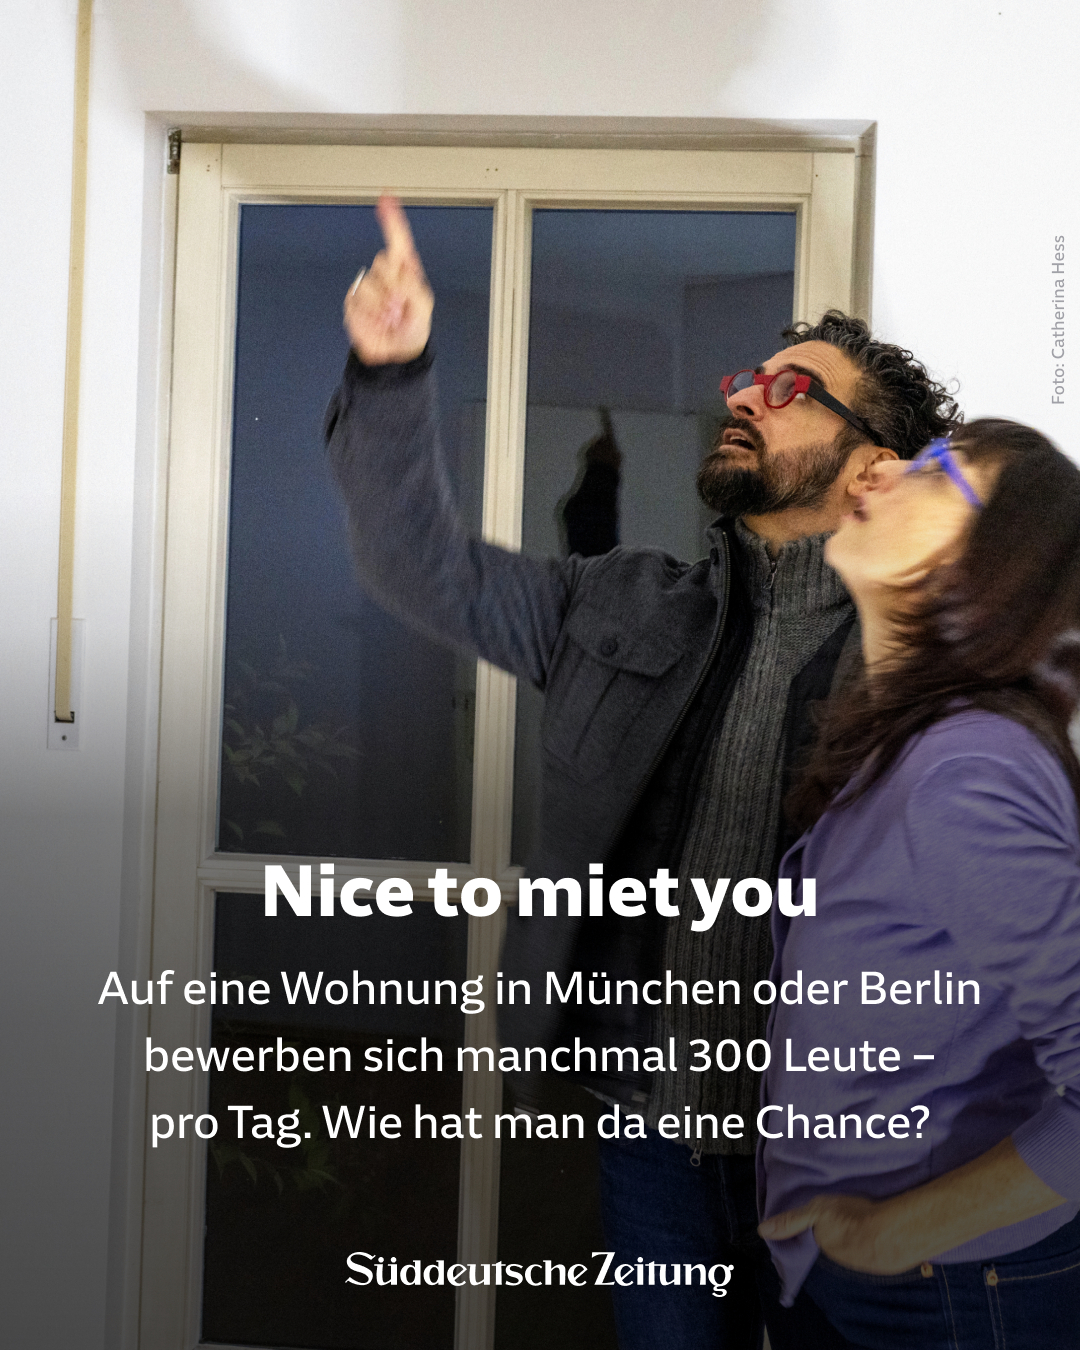 Foto: Catherina Hess
Nice to miet you
Auf eine Wohnung in München oder Berlin
bewerben sich manchmal 300 Leute –
pro Tag. Wie hat man da eine Chance?
Süddeutsche Zeitung